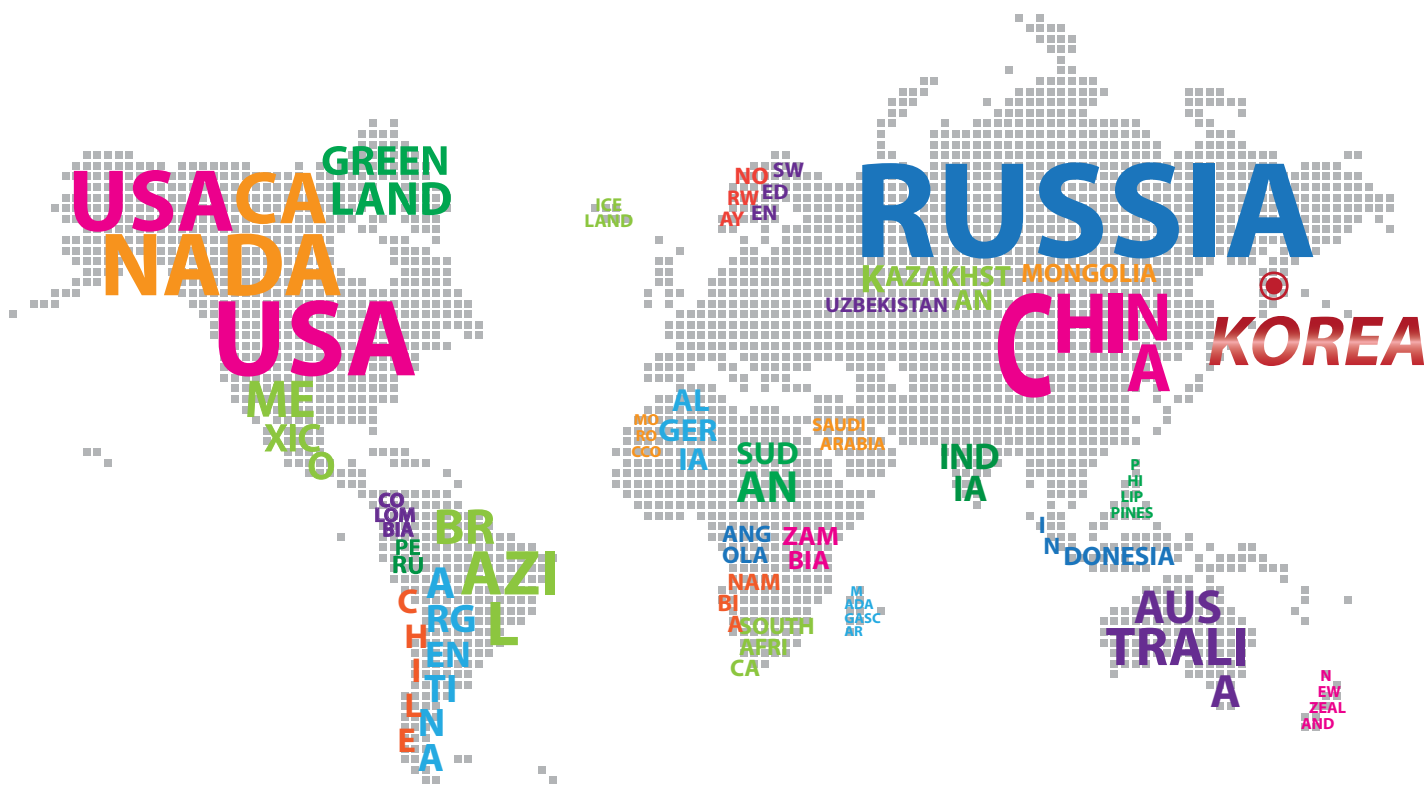 USA
CA
NADA
GREEN
LAND
USA
ME
XIC
O
CO
LOM
BIA
PE
RU
BR
AZI
L
A
RG
EN
TI
N
A
C
H
I
L
E
ICE
LAND
NO
RW
AY
SW
ED
EN
RUSSIA
KAZAKHST
AN
MONGOLIA
UZBEKISTAN
CHIN
A
KOREA
MO
RO
CCO
AL
GER
IA
SUD
AN
SAUDI
ARABIA
IND
IA
P
HI
LIP
PINES
I
N
DONESIA
ANG
OLA
ZAM
BIA
NAM
BI
A
SOUTH
AFRI
CA
M
ADA
GASC
AR
AUS
TRALI
A
N
EW
ZEAL
AND